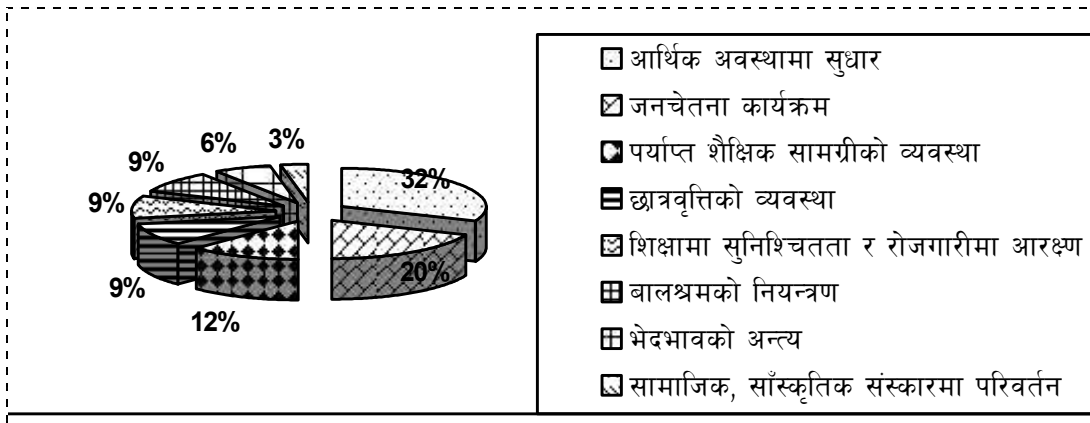 32%
20%
12%
9%
9%
9%
6%
3%
आर्थिक अवस्थामा सुधार
जनचेतना कार्यक्रम
पर्याप्त शैक्षिक सामग्रीको व्यवस्था
छात्रवृत्तिको व्यवस्था
शिक्षामा सुनिश्चितता र रोजगारीमा आरक्ष्ण
बालश्रमको नियन्त्रण
भेदभावको अन्त्य
सामाजिक, साँस्कृतिक संस्कारमा परिवर्तन